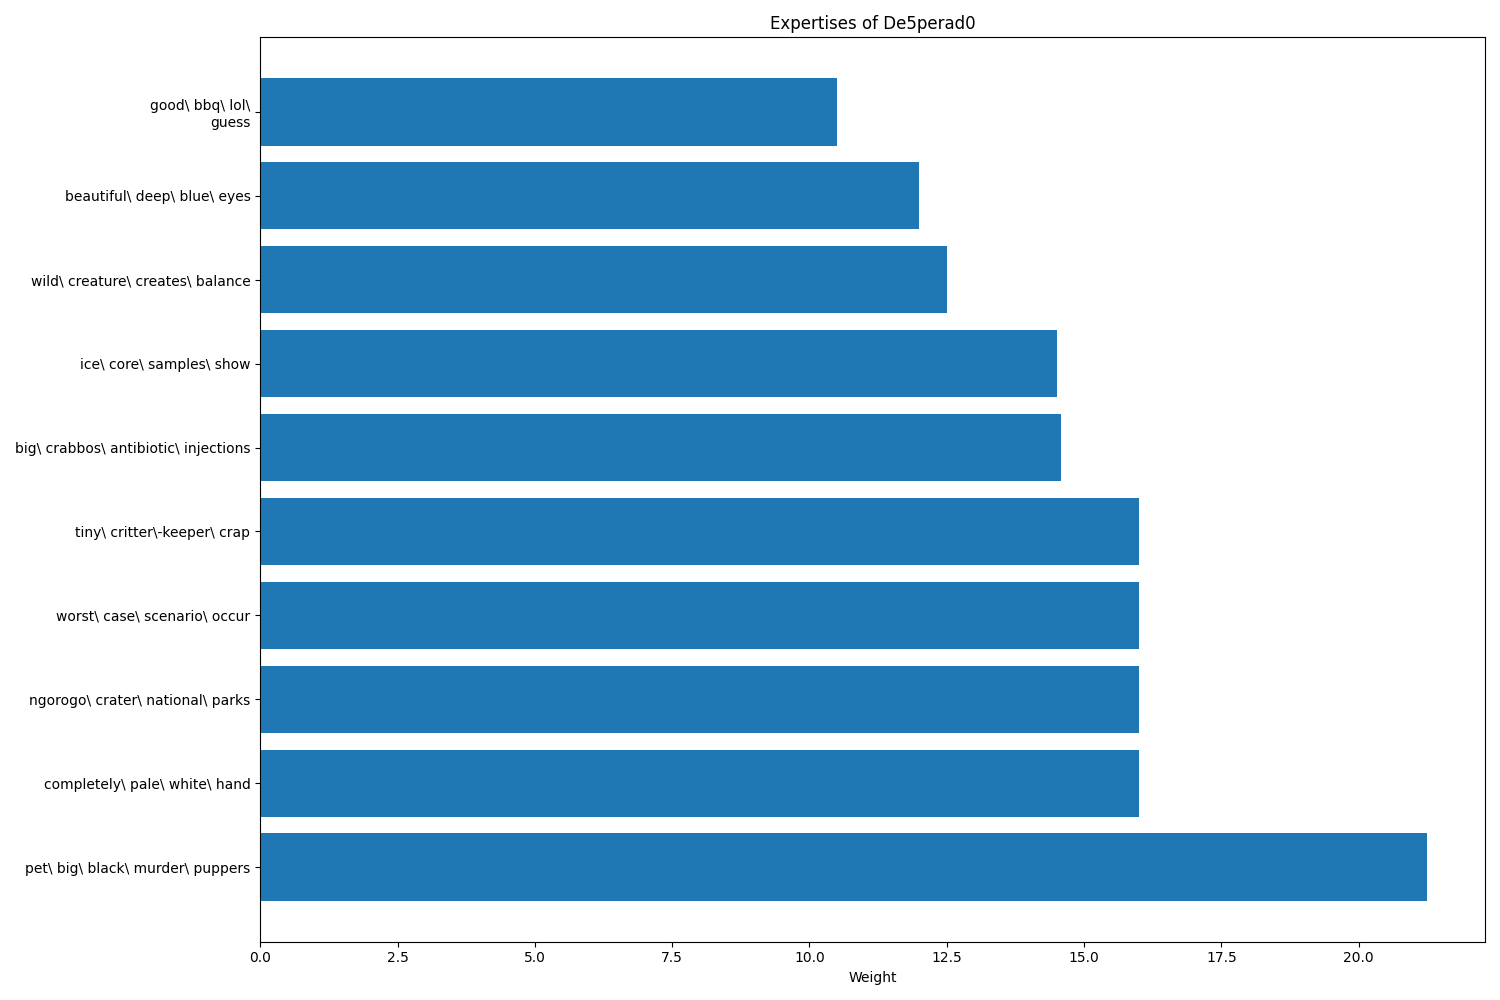 Expertises of De5perad0
good\ bbq\ lol\
guess
beautiful\ deep\ blue\ eyes
wild\ creature\ creates\ balance
ice\ core\ samples\ show
big\ crabbos\ antibiotic\ injections
tiny\ critter\-keeper\ crap
worst\ case\ scenario\ occur
ngorogo\ crater\ national\ parks
completely\ pale\ white\ hand
pet\ big\ black\ murder\ puppers
0.0 2.5 5.0 7.5 10.0 12.5 15.0 17.5 20.0
Weight